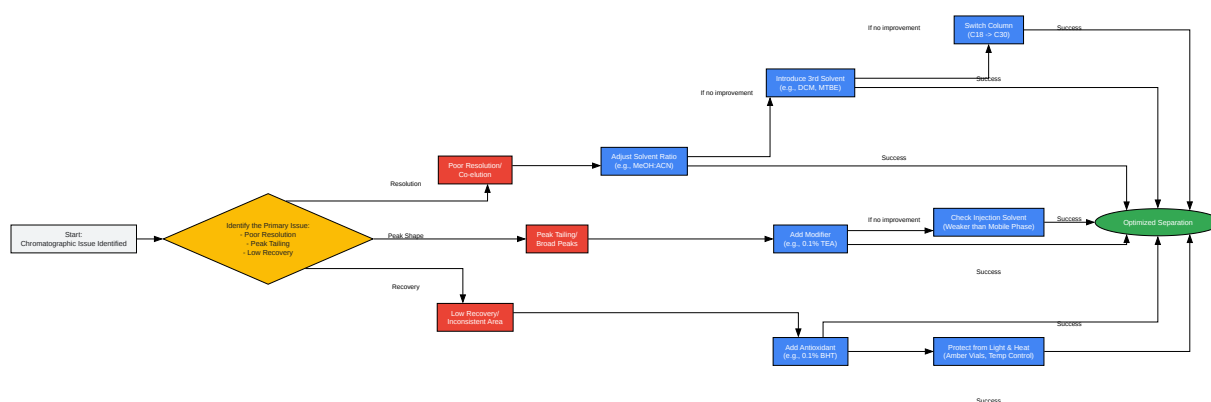 Switch Column
(C18 -> C30)
If no improvement
Success
Introduce 3rd Solvent
(e.g., DCM, MTBE)
Success
If no improvement
Adjust Solvent Ratio
(e.g., MeOH:ACN)
Success
Poor Resolution/
Co-elution
Resolution
Start:
Chromatographic Issue Identified
Identify the Primary Issue:
- Poor Resolution
- Peak Tailing
- Low Recovery
Peak Shape
Peak Tailing/
Broad Peaks
Add Modifier
(e.g., 0.1% TEA)
If no improvement
Check Injection Solvent
(Weaker than Mobile Phase)
Success
Optimized Separation
Success
Recovery
Low Recovery/
Inconsistent Area
Success
Add Antioxidant
(e.g., 0.1% BHT)
Protect from Light & Heat
(Amber Vials, Temp Control)
Success